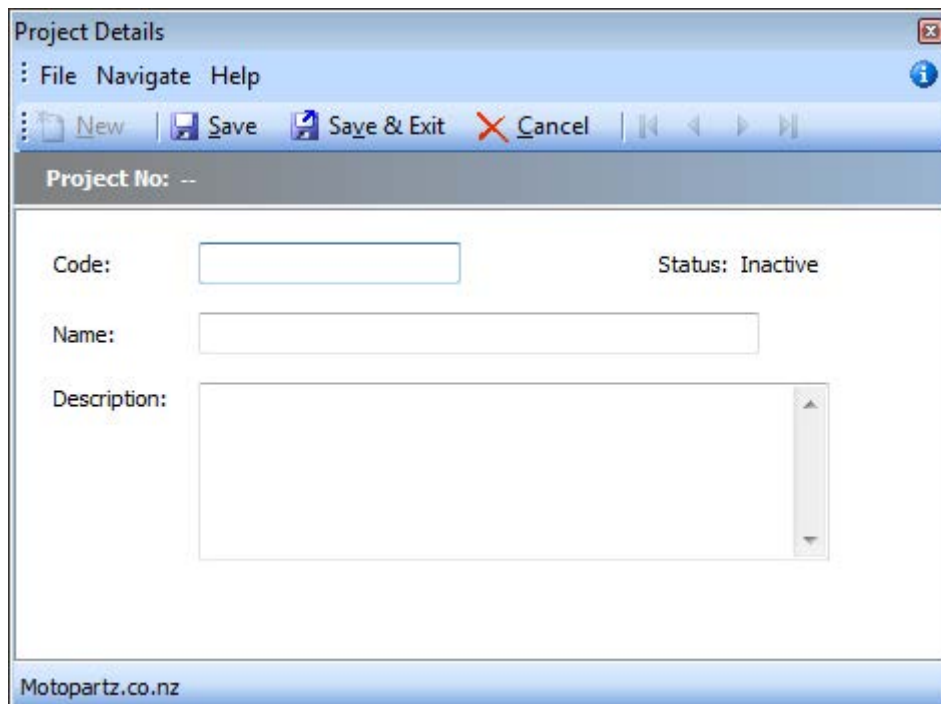 Project Details
File Navigate Help
New Save Save & Exit Cancel
Project No: --
Code: Status: Inactive
Name:
Description:
Motopartz.co.nz